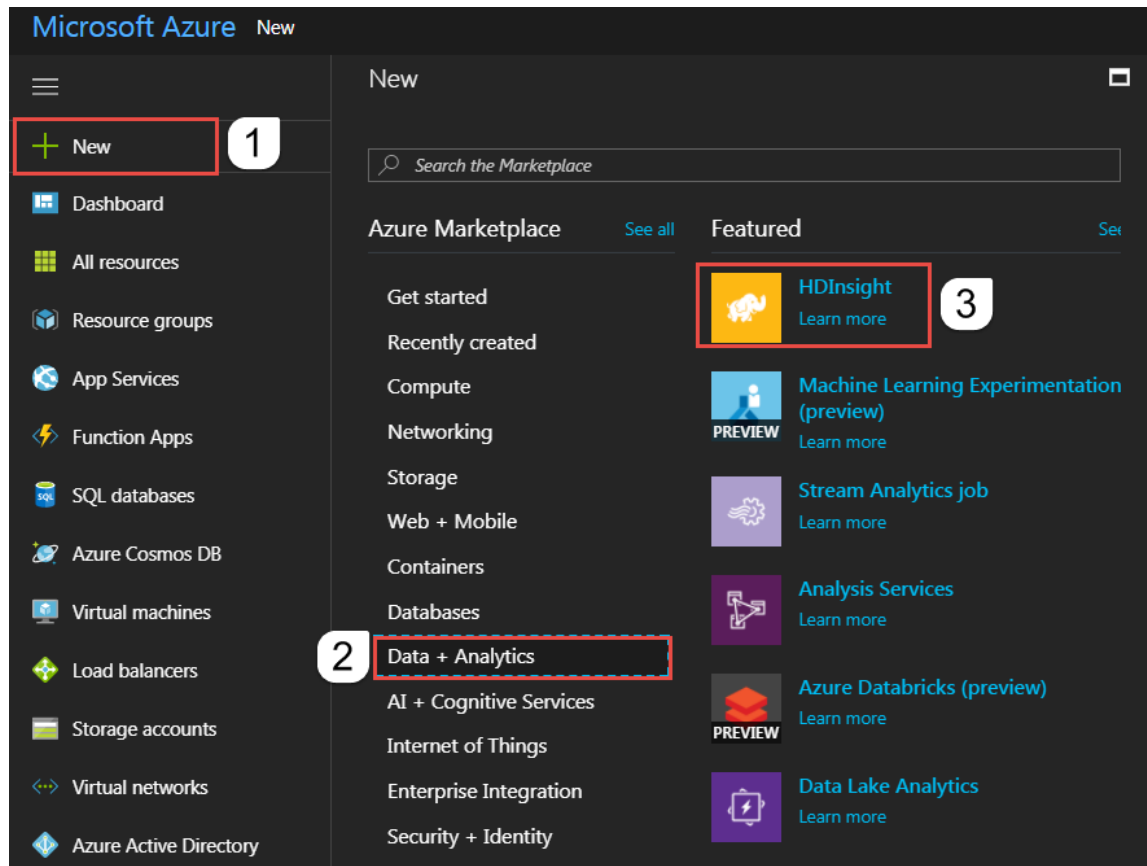 Microsoft Azure New
New
New
1
Dashboard
All resources
Resource groups
App Services
Function Apps
SQL databases
Azure Cosmos DB
Virtual machines
Load balancers
Storage accounts
Virtual networks
Azure Active Directory
Search the Marketplace
Azure Marketplace See all
Get started
Recently created
Compute
Networking
Storage
Web + Mobile
Containers
Databases
2
Data + Analytics
AI + Cognitive Services
Internet of Things
Enterprise Integration
Security + Identity
Featured See
HDInsight
Learn more
3
Machine Learning Experimentation
(preview)
Learn more
PREVIEW
Stream Analytics job
Learn more
Analysis Services
Learn more
Azure Databricks (preview)
Learn more
PREVIEW
Data Lake Analytics
Learn more